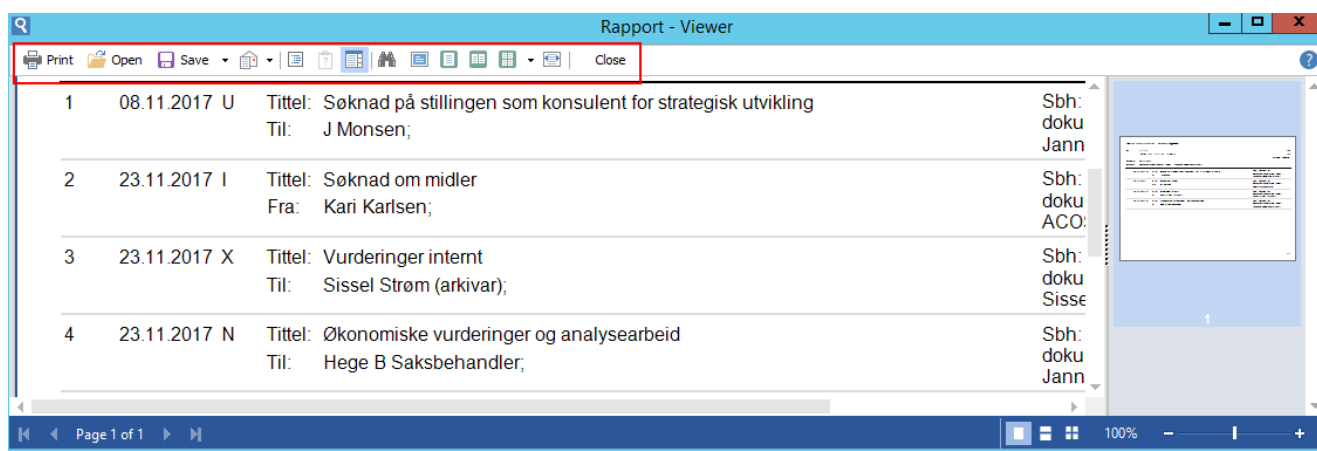 Rapport - Viewer
Print Open Save Close
1 08.11.2017 U Tittel: Søknad på stillingen som konsulent for strategisk utvikling Sbh:
Til: J Monsen; doku
Jann
2 23.11.2017 I Tittel: Søknad om midler Sbh:
Fra: Kari Karlsen; doku
ACOS
3 23.11.2017 X Tittel: Vurderinger internt Sbh:
Til: Sissel Strøm (arkivar); doku
Sisse
4 23.11.2017 N Tittel: Økonomiske vurderinger og analysearbeid Sbh:
Til: Hege B Saksbehandler; doku
Jann
1
Page 1 of 1 100%